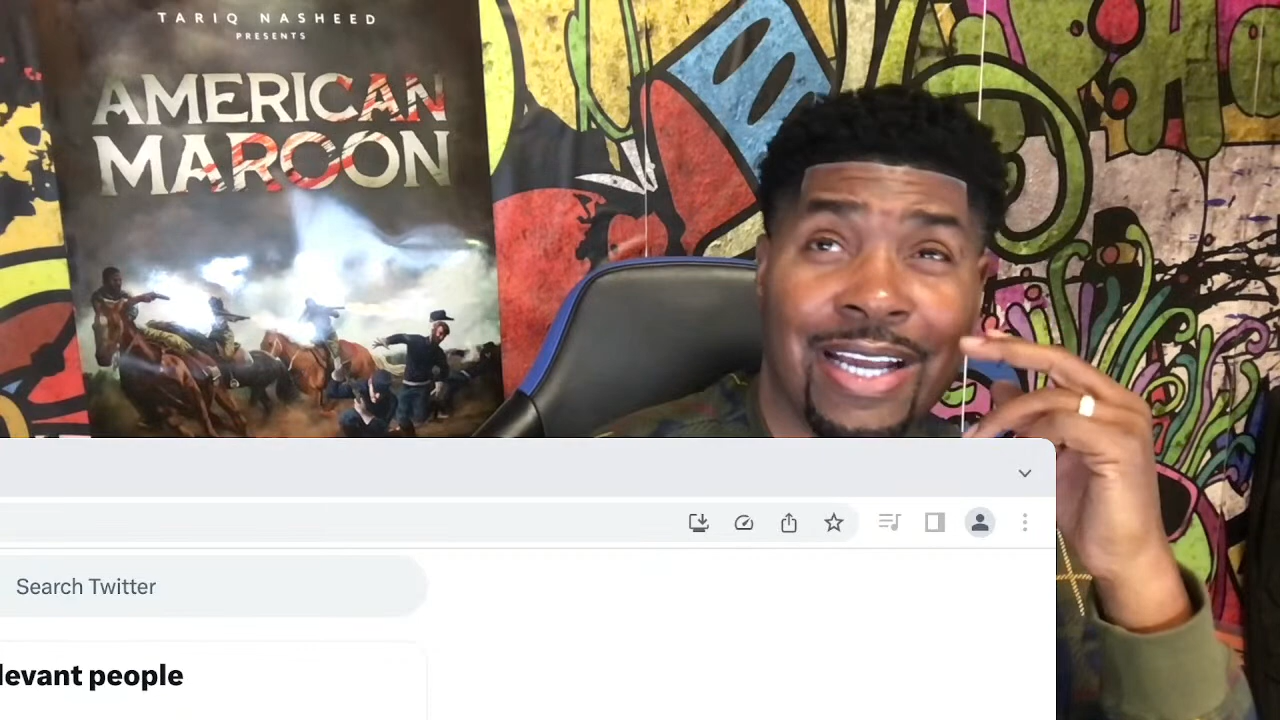 TARIQ NASHEED
PRESENTS
AMERICAN
MAROON
Search Twitter
levant people